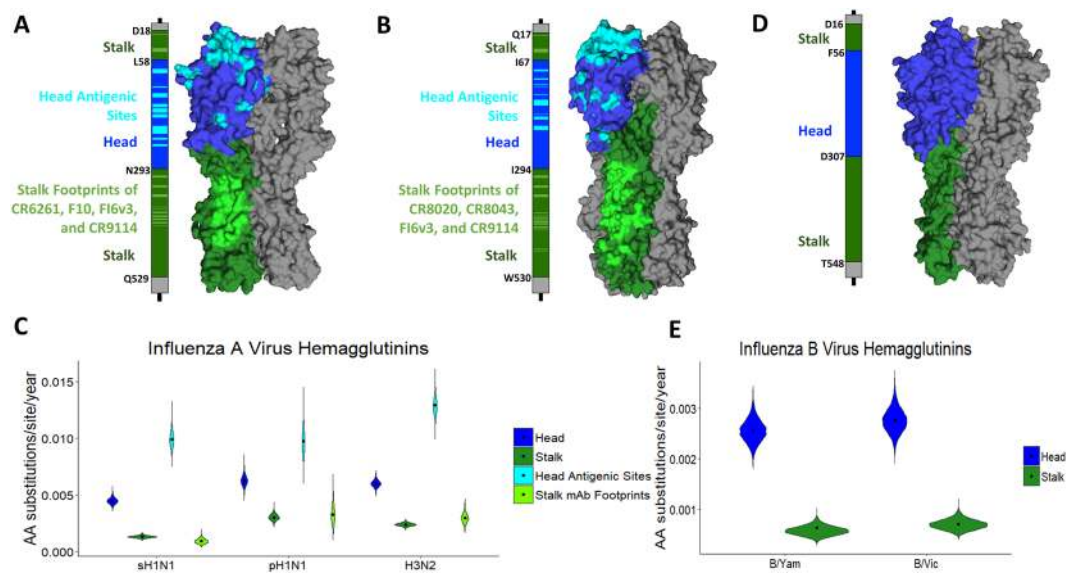 A
D18
Stalk
L58
Head Antigenic
Sites
Head
N293
Stalk Footprints of
CR6261, F10, FI6v3,
and CR9114
Stalk
Q529
B
Q17
Stalk
I67
Head Antigenic
Sites
Head
I294
Stalk Footprints of
CR8020, CR8043,
FI6v3, and CR9114
Stalk
W530
D
D16
Stalk
F56
Head
D307
Stalk
T548
C
Influenza A Virus Hemagglutinins
AA substitutions/site/year
0.015
0.010
0.005
0.000
sH1N1
pH1N1
H3N2
Head
Stalk
Head Antigenic Sites
Stalk mAb Footprints
E
Influenza B Virus Hemagglutinins
AA substitutions/site/year
0.003
0.002
0.001
B/Yam
B/Vic
Head
Stalk